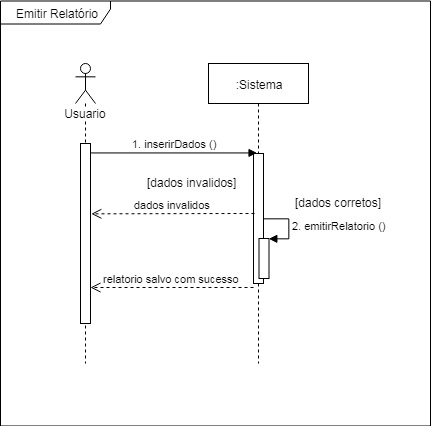 Emitir Relatório
Usuario
:Sistema
1. inserirDados ()
[dados invalidos]
dados invalidos
[dados corretos]
2. emitirRelatorio ()
relatorio salvo com sucesso